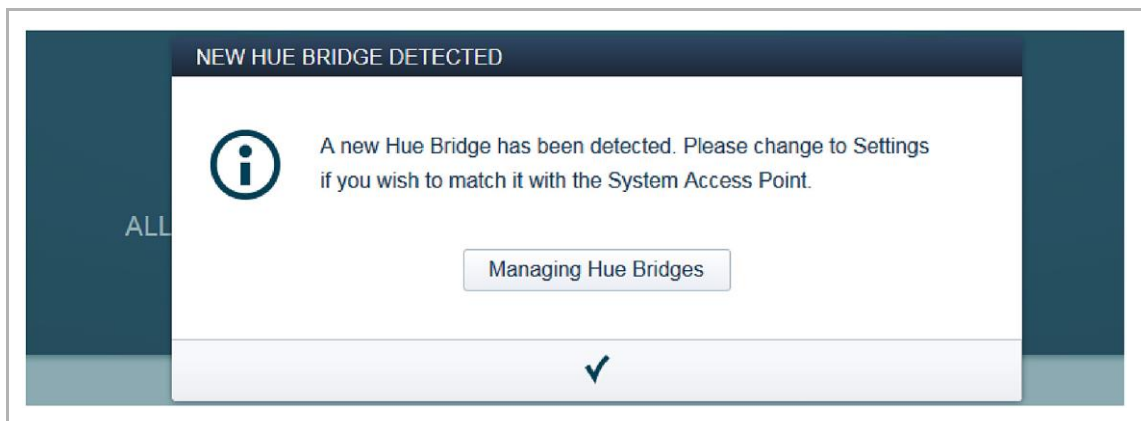 NEW HUE BRIDGE DETECTED
A new Hue Bridge has been detected. Please change to Settings
if you wish to match it with the System Access Point.
ALL
Managing Hue Bridges